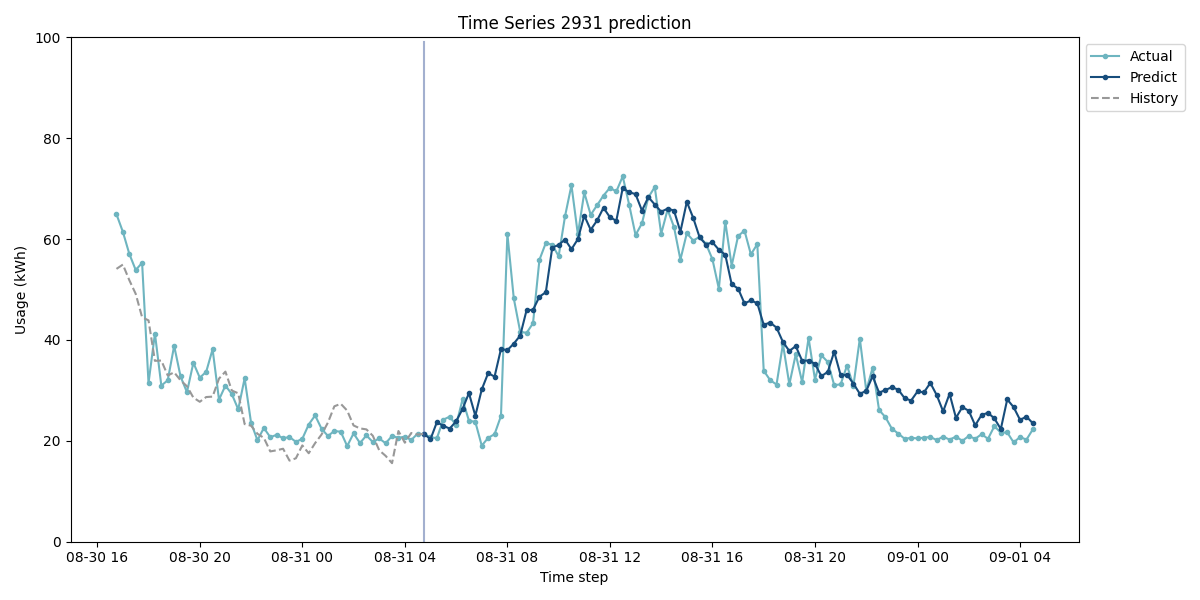 Time Series 2931 prediction
100
80
60
40
20
0
Usage (kWh)
08-30 16
08-30 20
08-31 00
08-31 04
08-31 08
08-31 12
08-31 16
08-31 20
09-01 00
09-01 04
Time step
Actual
Predict
History